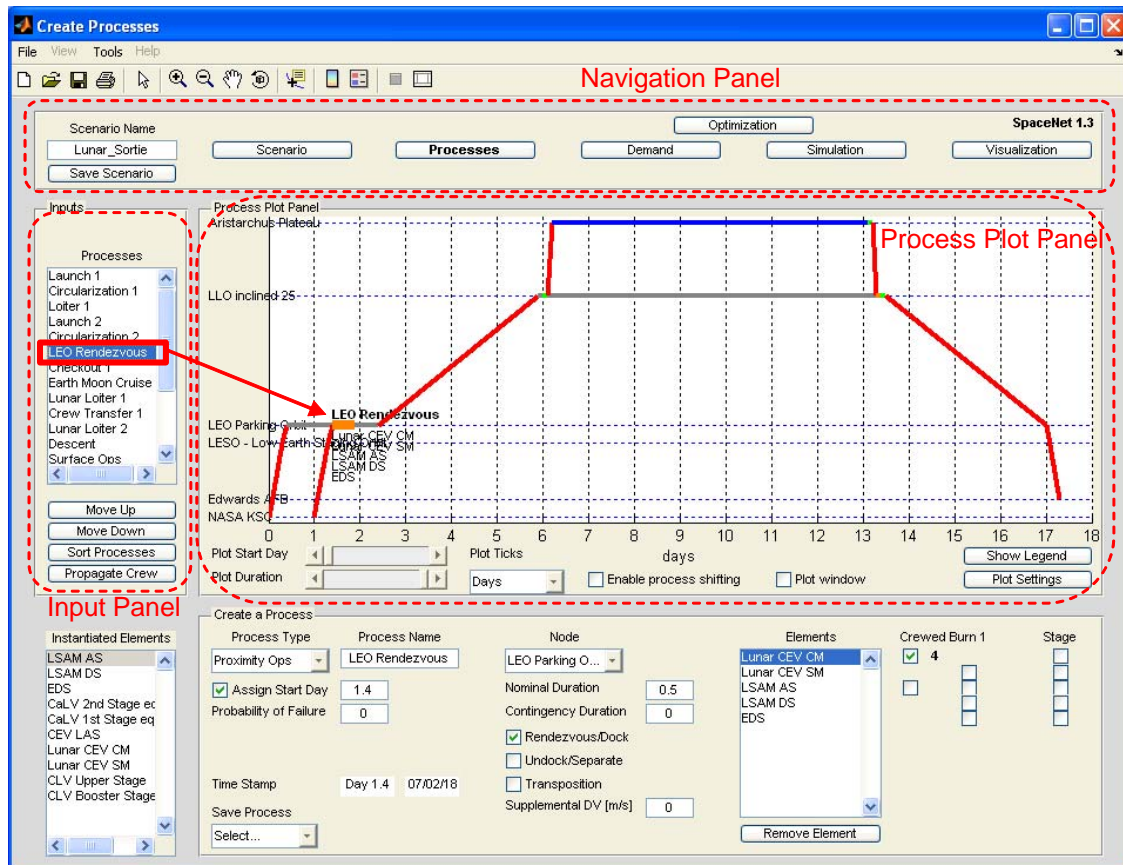 Create Processes
File View Tools Help
Navigation Panel
Scenario Name
Optimization
SpaceNet 1.3
Lunar_Sortie
Scenario
Processes
Demand
Simulation
Visualization
Save Scenario
Inputs
Processes
Launch 1
Circularization 1
Loiter 1
Launch 2
Circularization 2
LEO Rendezvous
Checkout 1
Earth Moon Cruise
Lunar Loiter 1
Crew Transfer 1
Lunar Loiter 2
Descent
Surface Ops
Move Up
Move Down
Sort Processes
Propagate Crew
Input Panel
Process Plot Panel
Aristarchus Plateau
Process Plot Panel
LLO inclined 25
LEO Rendezvous
LEO Parking Orbit
Lunar CEV CM
LESO - Low Earth Staging Orbit
Lunar CEV SM
LSAM AS
LSAM DS
EDS
Edwards AFB
NASA KSC
0 1 2 3 4 5 6 7 8 9 10 11 12 13 14 15 16 17 18
days
Plot Start Day
Plot Ticks
Show Legend
Plot Duration
Days
Enable process shifting
Plot window
Plot Settings
Instantiated Elements
LSAM AS
LSAM DS
EDS
CaLV 2nd Stage ec
CaLV 1st Stage eq
CEV LAS
Lunar CEV CM
Lunar CEV SM
CLV Upper Stage
CLV Booster Stage
Create a Process
Process Type
Process Name
Node
Elements
Crewed Burn 1
Stage
Proximity Ops
LEO Rendezvous
LEO Parking O...
Lunar CEV CM
4
Lunar CEV SM
LSAM AS
LSAM DS
EDS
Assign Start Day
1.4
Nominal Duration
0.5
Probability of Failure
0
Contingency Duration
0
Rendezvous/Dock
Undock/Separate
Time Stamp
Day 1.4
07/02/18
Transposition
Save Process
Supplemental DV [m/s]
0
Select...
Remove Element